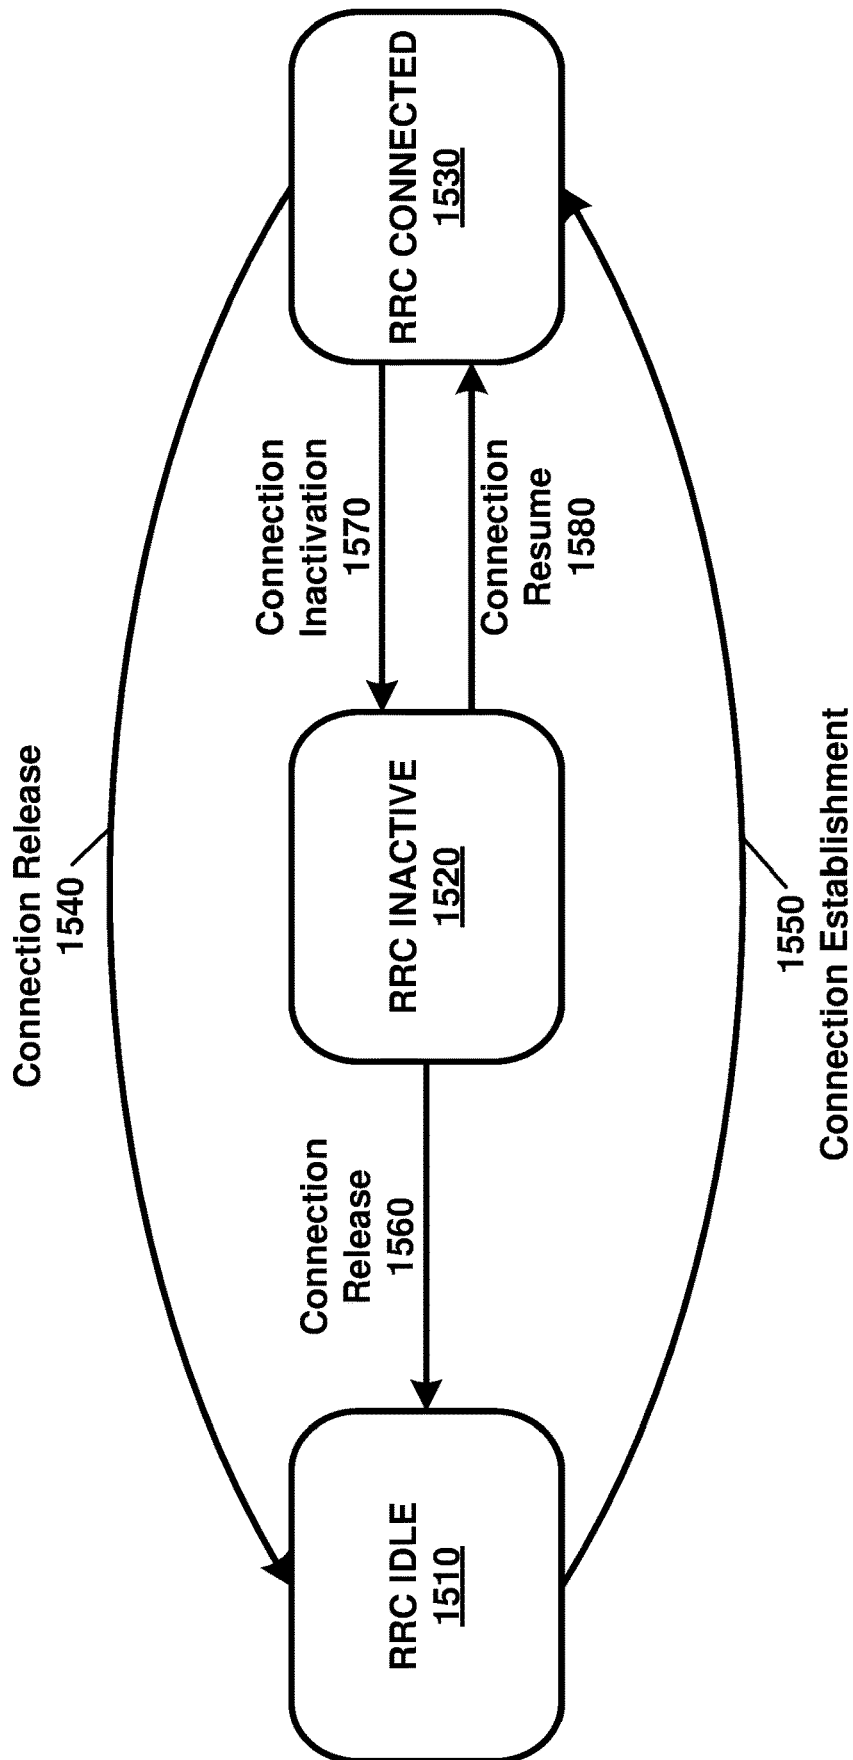 Connection Release
1540
RRC IDLE
1510
Connection
Release
1560
RRC INACTIVE
1520
Connection
Inactivation
1570
Connection
Resume
1580
RRC CONNECTED
1530
1550
Connection Establishment